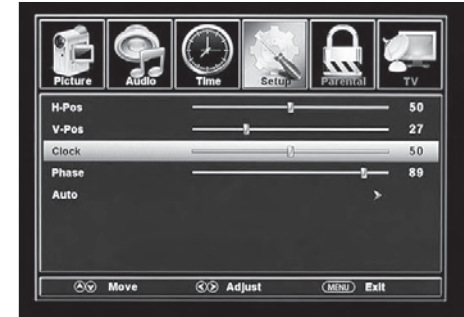 Picture Audio Time Setup Parental TV
H-Pos 50
V-Pos 27
Clock 50
Phase 89
Auto
Move Adjust MENU Exit